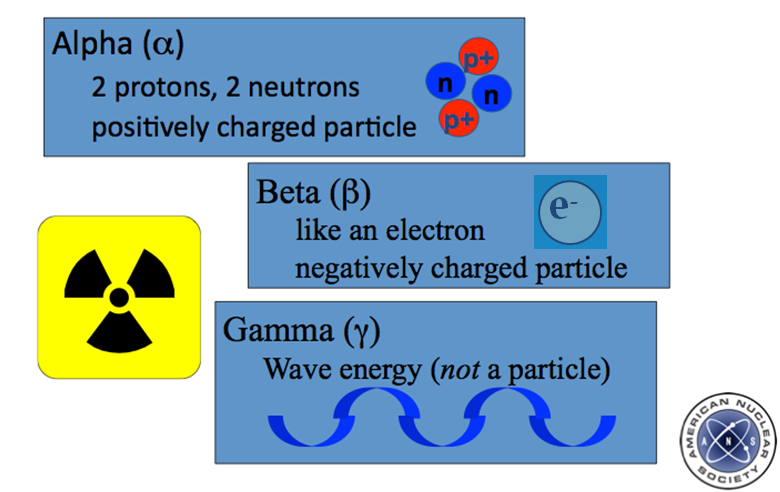 Alpha (α)
2 protons, 2 neutrons
positively charged particle
p+
n
n
p+
Beta (β)
like an electron
negatively charged particle
e-
Gamma (γ)
Wave energy (not a particle)
AMERICAN NUCLEAR
A N S
SOCIETY